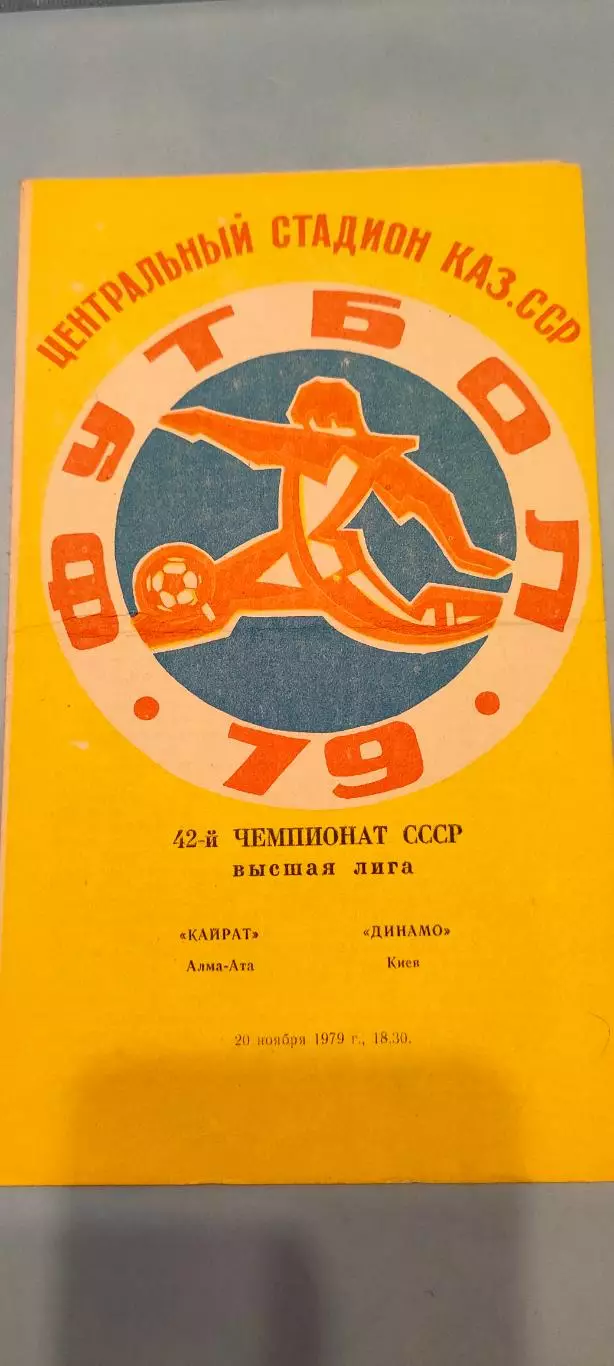 ЦЕНТРАЛЬНЫЙ СТАДИОН КАЗ.ССР
ФУТБОЛ
• 79 •
42-й ЧЕМПИОНАТ СССР
высшая лига
«КАЙРАТ» «ДИНАМО»
Алма-Ата Киев
20 ноября 1979 г., 18.30.